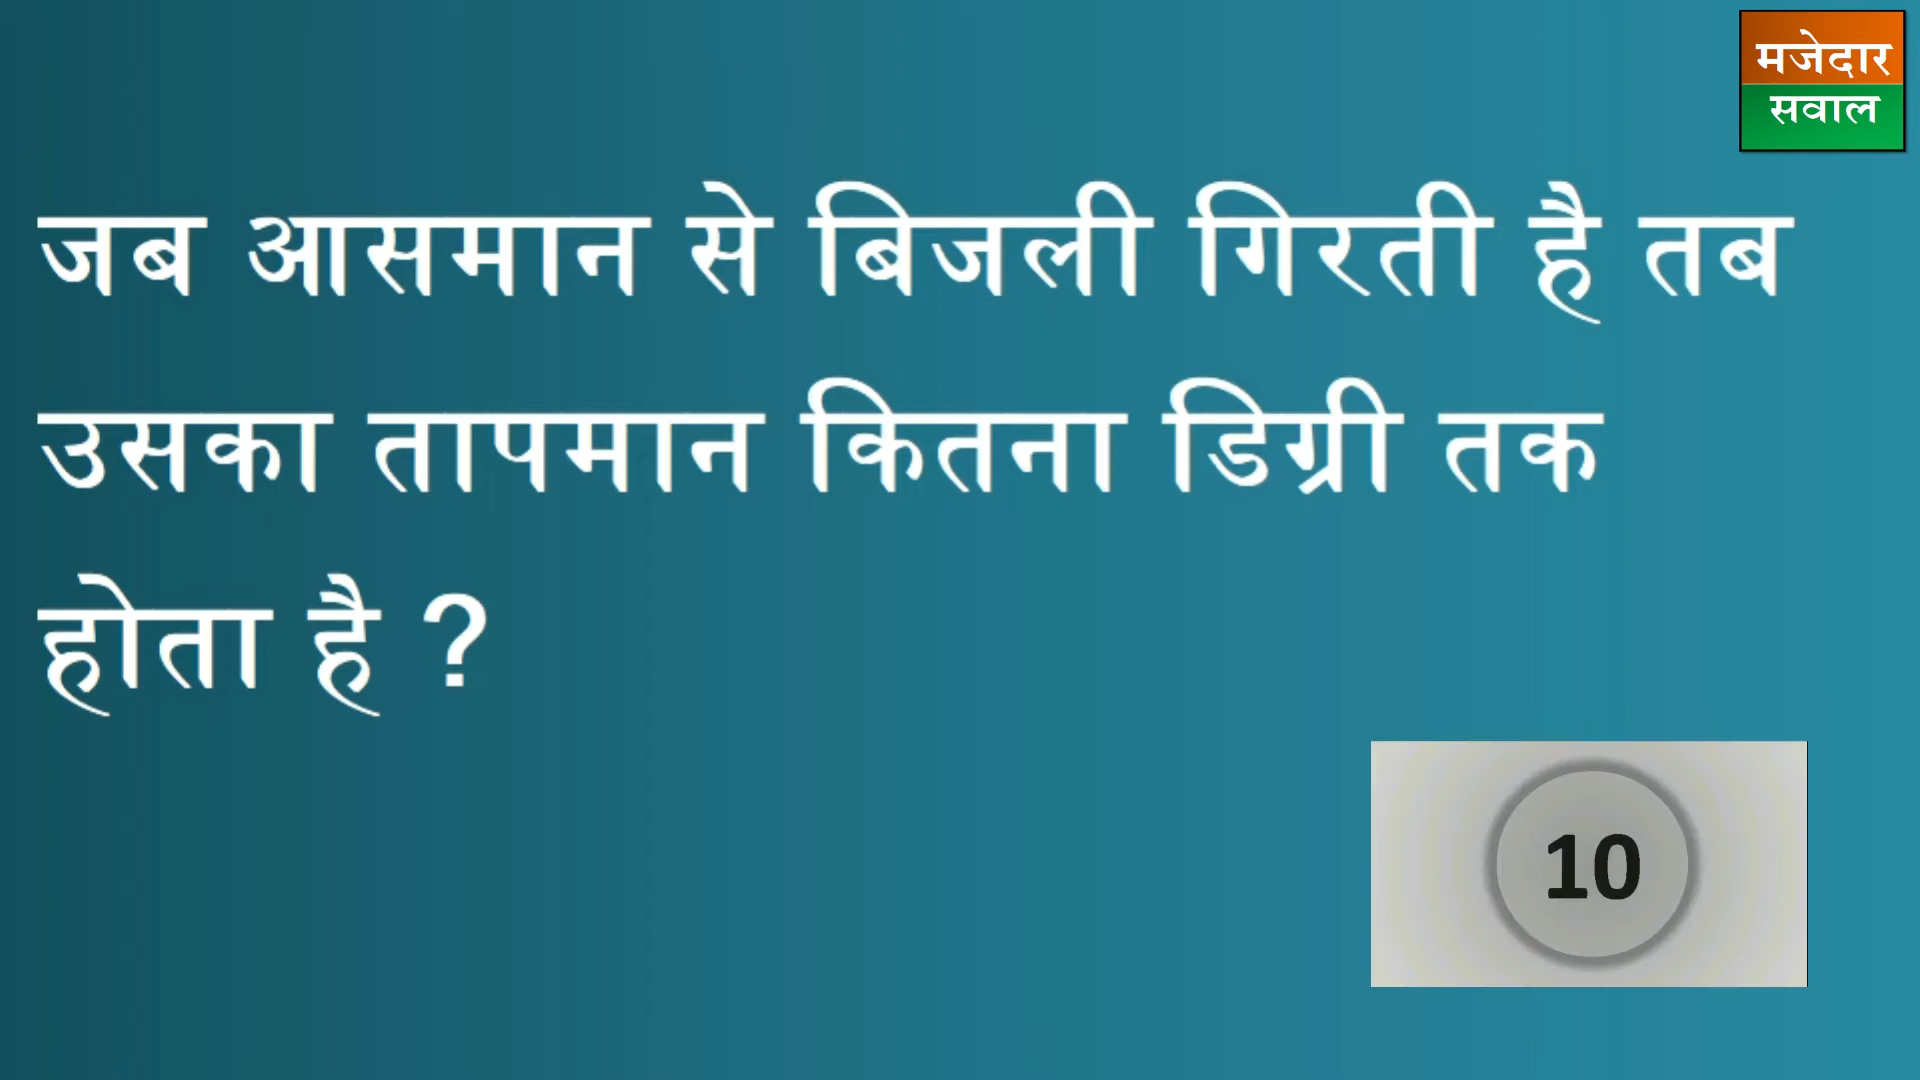 मजेदार
सवाल
जब आसमान से बिजली गिरती है तब
उसका तापमान कितना डिग्री तक
होता है ?
10